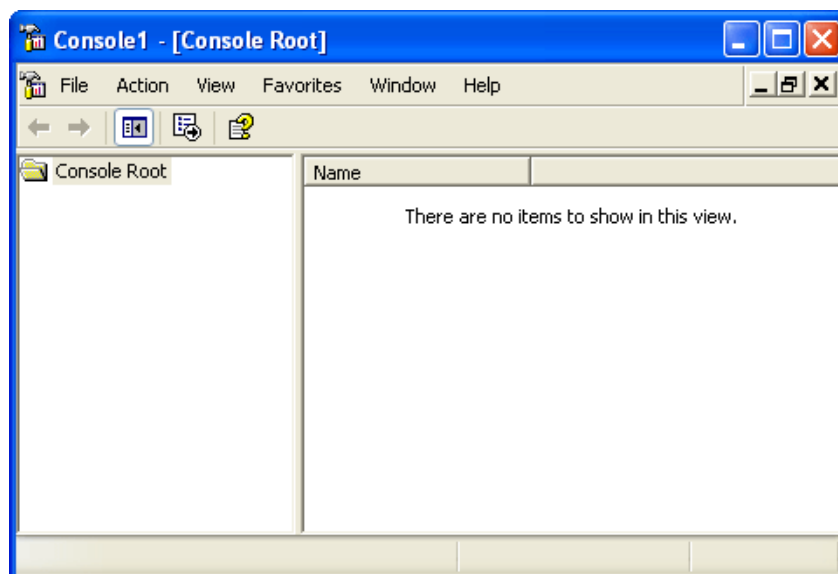 Console1 - [Console Root]
File Action View Favorites Window Help
Console Root
Name
There are no items to show in this view.